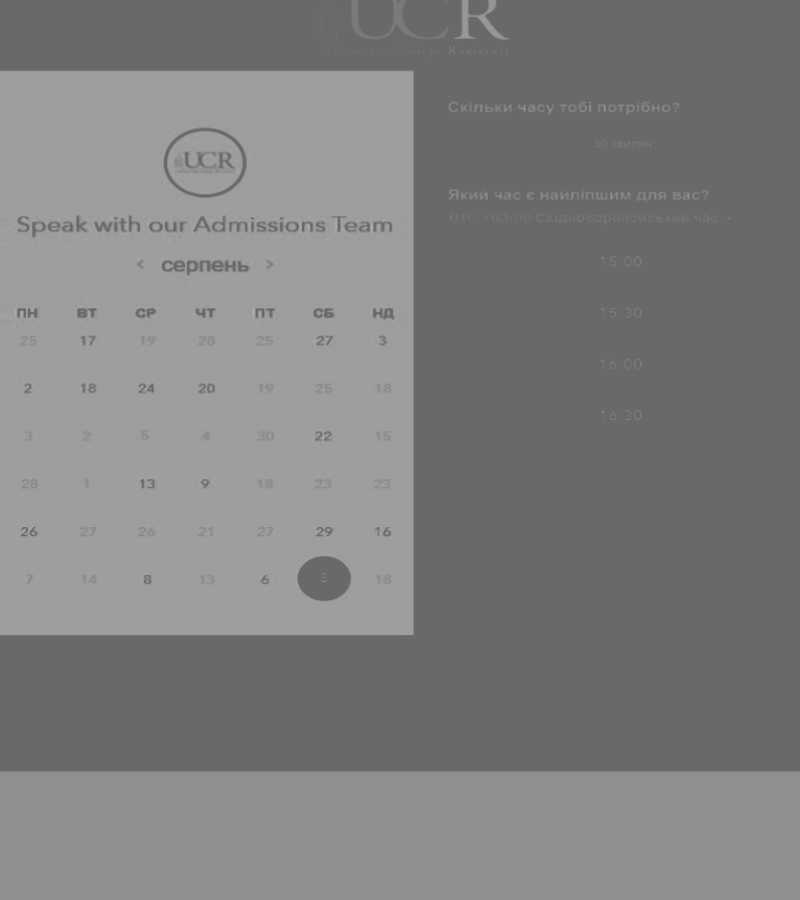 UCR
University College Roosevelt
UCR
Speak with our Admissions Team
< серпень >
ПН ВТ СР ЧТ ПТ СБ НД
25 17 19 28 25 27 3
2 18 24 20 19 25 18
3 2 5 4 30 22 15
28 1 13 9 18 23 23
26 27 26 21 27 29 16
7 14 8 13 6 5 18
Скільки часу тобі потрібно?
30 хвилин
Який час є найліпшим для вас?
UTC +03:00 Східноєвропейський час
15:00
15:30
16:00
16:30